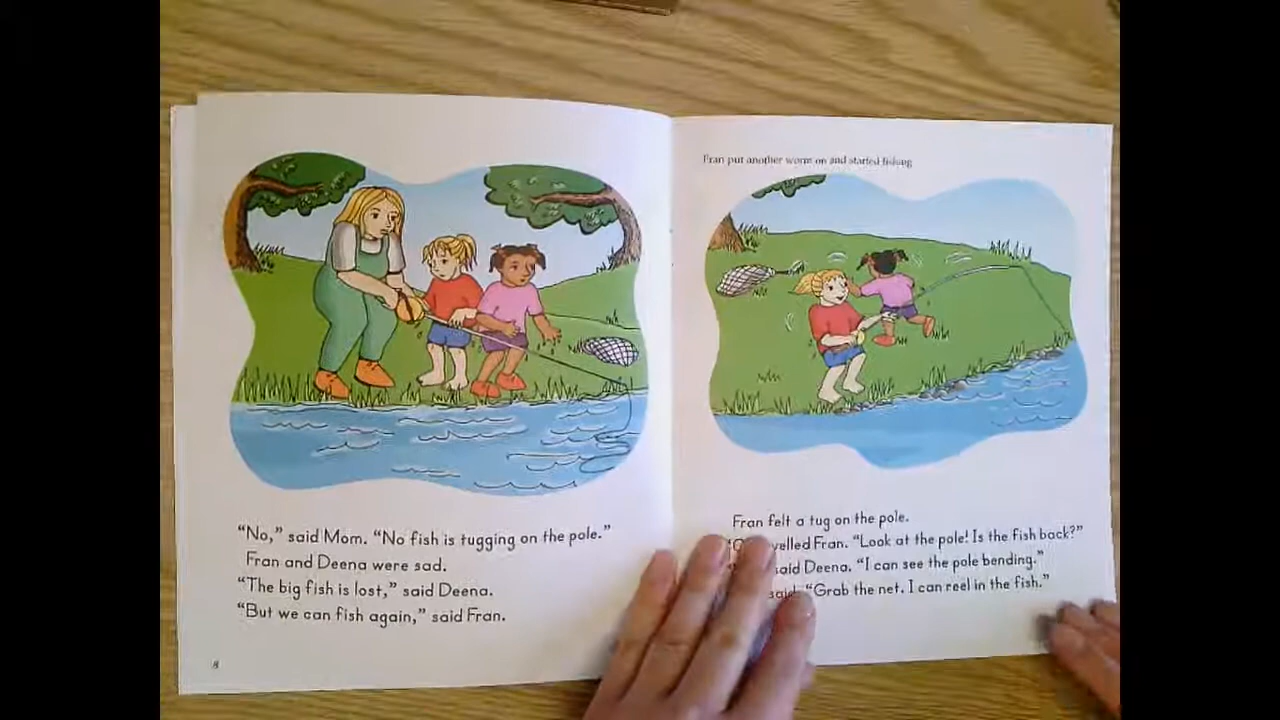 "No," said Mom. "No fish is tugging on the pole."
Fran and Deena were sad.
"The big fish is lost," said Deena.
"But we can fish again," said Fran.
8
Fran put another worm on and started fishing
Fran felt a tug on the pole.
yelled Fran. "Look at the pole! Is the fish back?"
said Deena. "I can see the pole bending."
said, "Grab the net. I can reel in the fish."